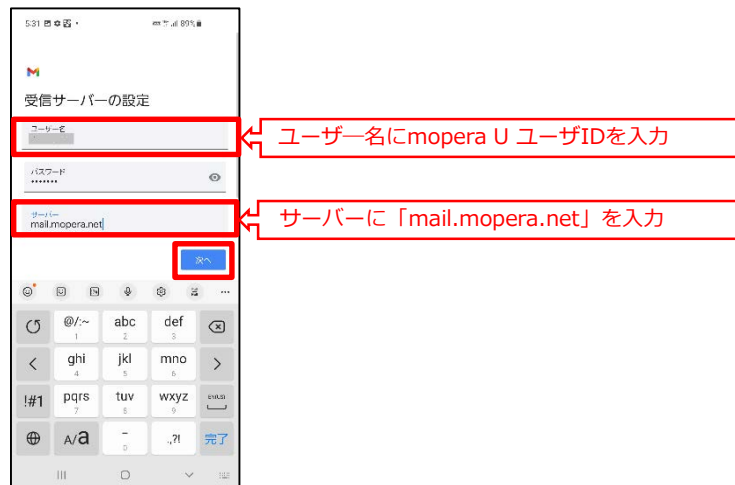 5:31
89%
受信サーバーの設定
ユーザー名
ユーザ―名にmopera U ユーザIDを入力
パスワード
•••••••
サーバー
mail.mopera.net
サーバーに「mail.mopera.net」を入力
次へ
@/:~ abc def
1 2 3
ghi jkl mno
4 5 6
!#1 pqrs tuv wxyz
7 8 9
A/a - .,?!
0
完了